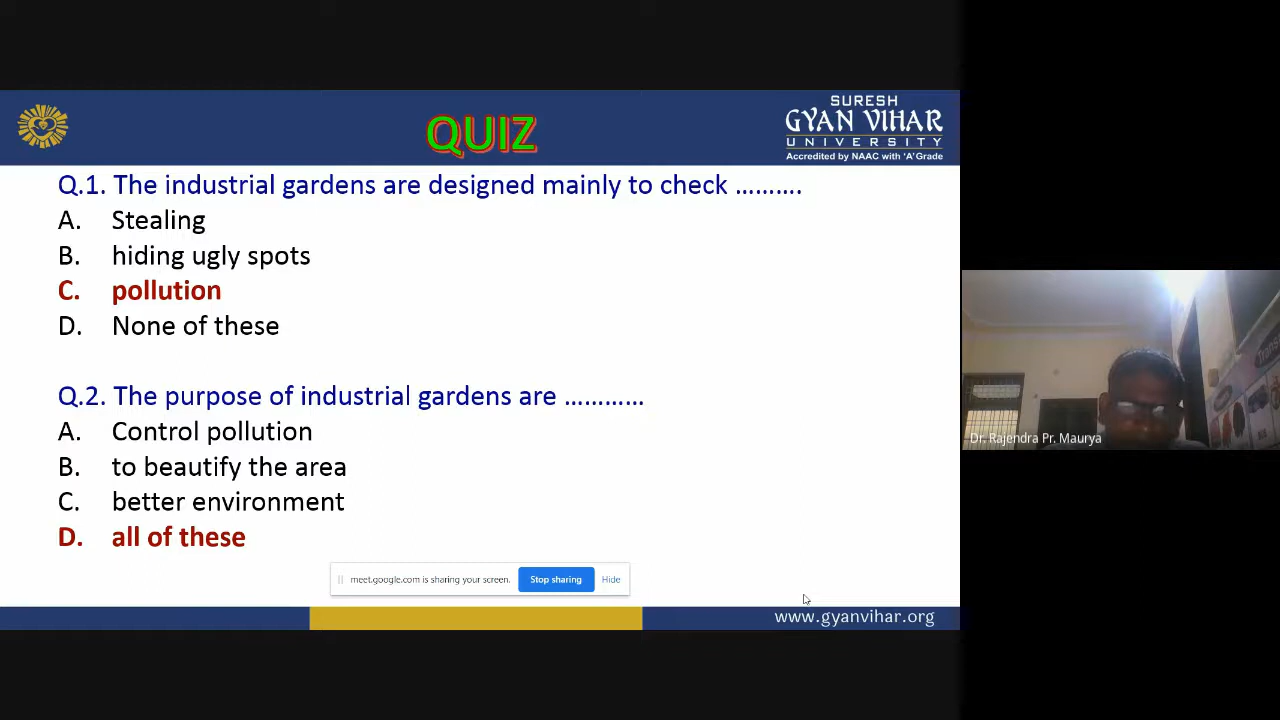 QUIZ
SURESH
GYAN VIHAR
UNIVERSITY
Accredited by NAAC with 'A'Grade
Q.1. The industrial gardens are designed mainly to check ……….
A. Stealing
B. hiding ugly spots
C. pollution
D. None of these
Q.2. The purpose of industrial gardens are …………
A. Control pollution
B. to beautify the area
C. better environment
D. all of these
meet.google.com is sharing your screen. Stop sharing Hide
www.gyanvihar.org
Dr. Rajendra Pr. Maurya